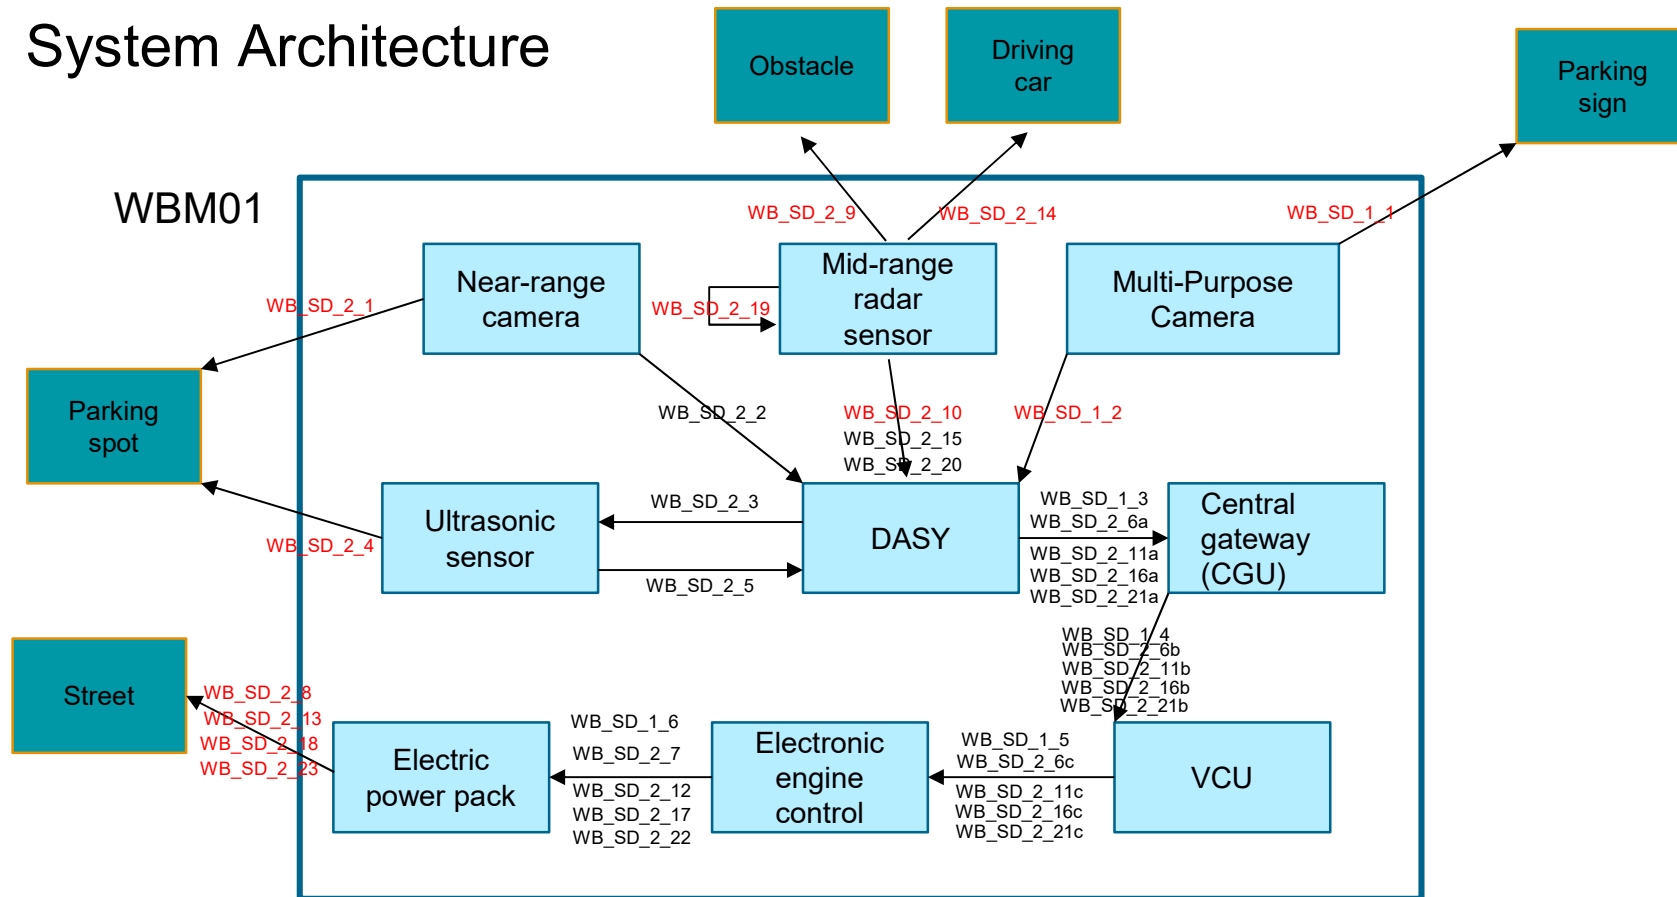 System Architecture
Obstacle
Driving
car
Parking
sign
WBM01
WB_SD_2_9
WB_SD_2_14
WB_SD_1_1
Near-range
camera
Mid-range
radar
sensor
Multi-Purpose
Camera
WB_SD_2_1
WB_SD_2_19
Parking
spot
WB_SD_2_2
WB_SD_2_10
WB_SD_2_15
WB_SD_2_20
WB_SD_1_2
Ultrasonic
sensor
WB_SD_2_3
WB_SD_2_4
WB_SD_2_5
DASY
WB_SD_1_3
WB_SD_2_6a
WB_SD_2_11a
WB_SD_2_16a
WB_SD_2_21a
Central
gateway
(CGU)
WB_SD_1_4
WB_SD_2_6b
WB_SD_2_11b
WB_SD_2_16b
WB_SD_2_21b
Street
WB_SD_2_8
WB_SD_2_13
WB_SD_2_18
WB_SD_2_23
Electric
power pack
WB_SD_1_6
WB_SD_2_7
WB_SD_2_12
WB_SD_2_17
WB_SD_2_22
Electronic
engine
control
WB_SD_1_5
WB_SD_2_6c
WB_SD_2_11c
WB_SD_2_16c
WB_SD_2_21c
VCU